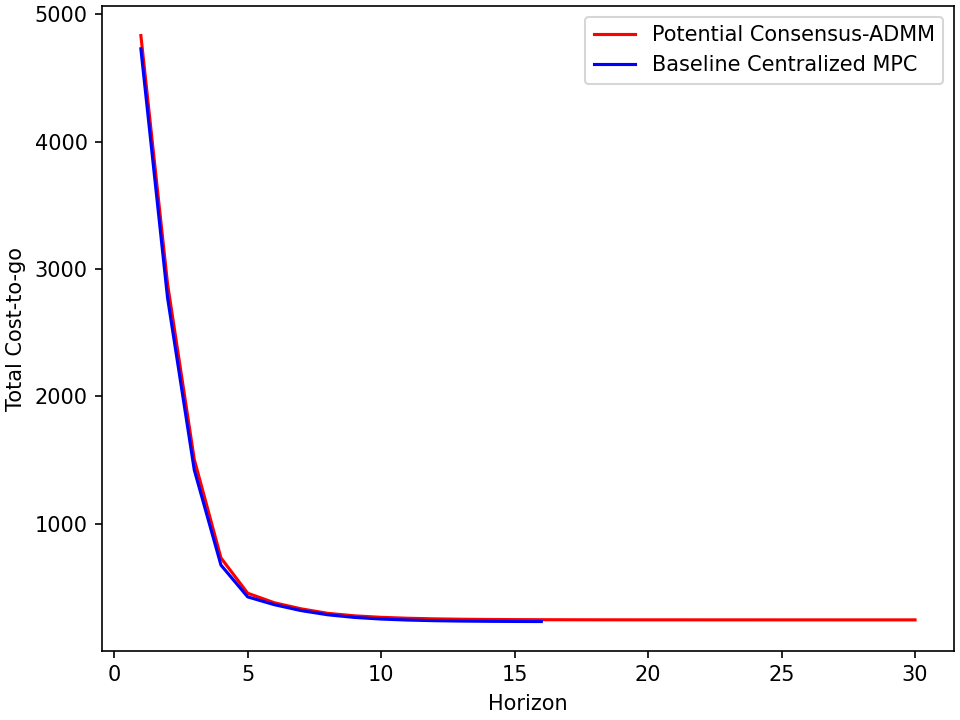 Potential Consensus-ADMM
Baseline Centralized MPC
Total Cost-to-go
5000
4000
3000
2000
1000
0 5 10 15 20 25 30
Horizon